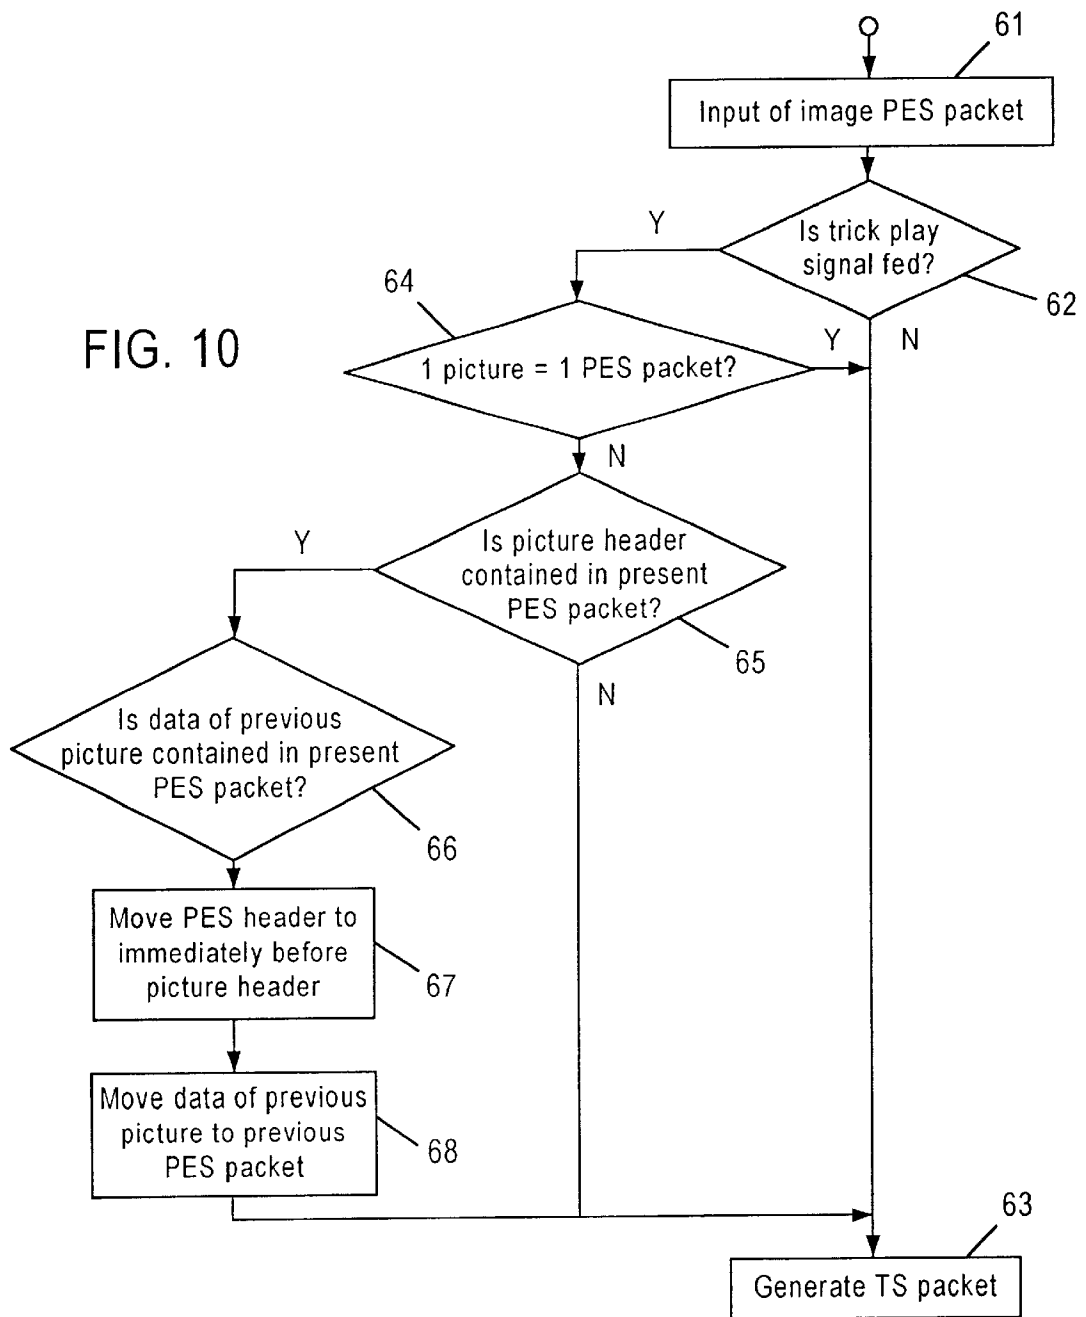 61
Input of image PES packet
Y
Is trick play
signal fed?
62
64
FIG. 10
1 picture = 1 PES packet?
Y
N
N
Y
Is picture header
contained in present
PES packet?
65
N
Is data of previous
picture contained in present
PES packet?
66
Move PES header to
immediately before
picture header
67
Move data of previous
picture to previous
PES packet
68
63
Generate TS packet